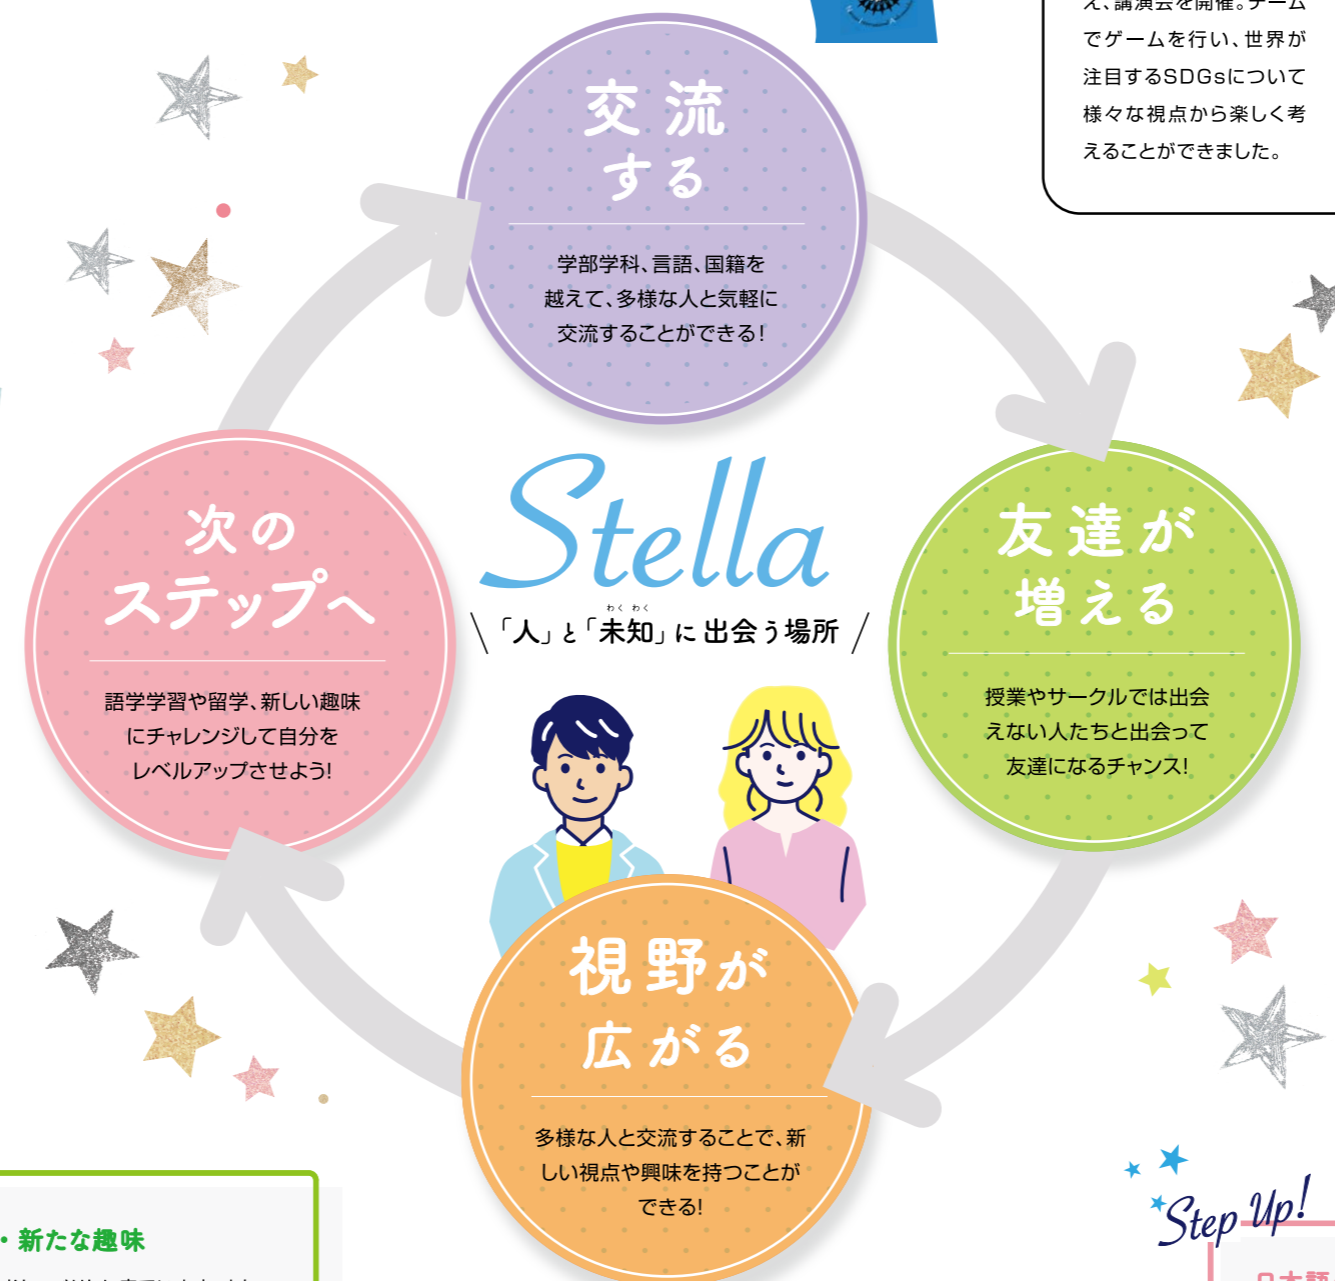 でゲームを行い、世界が
注目するSDGsについて
様々な視点から楽しく考
えることができました。
交流
する
学部学科、言語、国籍を
越えて、多様な人と気軽に
交流することができる！
友達が
増える
授業やサークルでは出会
えない人たちと出会って
友達になるチャンス！
視野が
広がる
多様な人と交流することで、新
しい視点や興味を持つことが
できる！
次の
ステップへ
語学学習や留学、新しい趣味
にチャレンジして自分を
レベルアップさせよう！
Stella
わく わく
\「人」と「未知」に出会う場所/
・新たな趣味
Step Up!
日本語